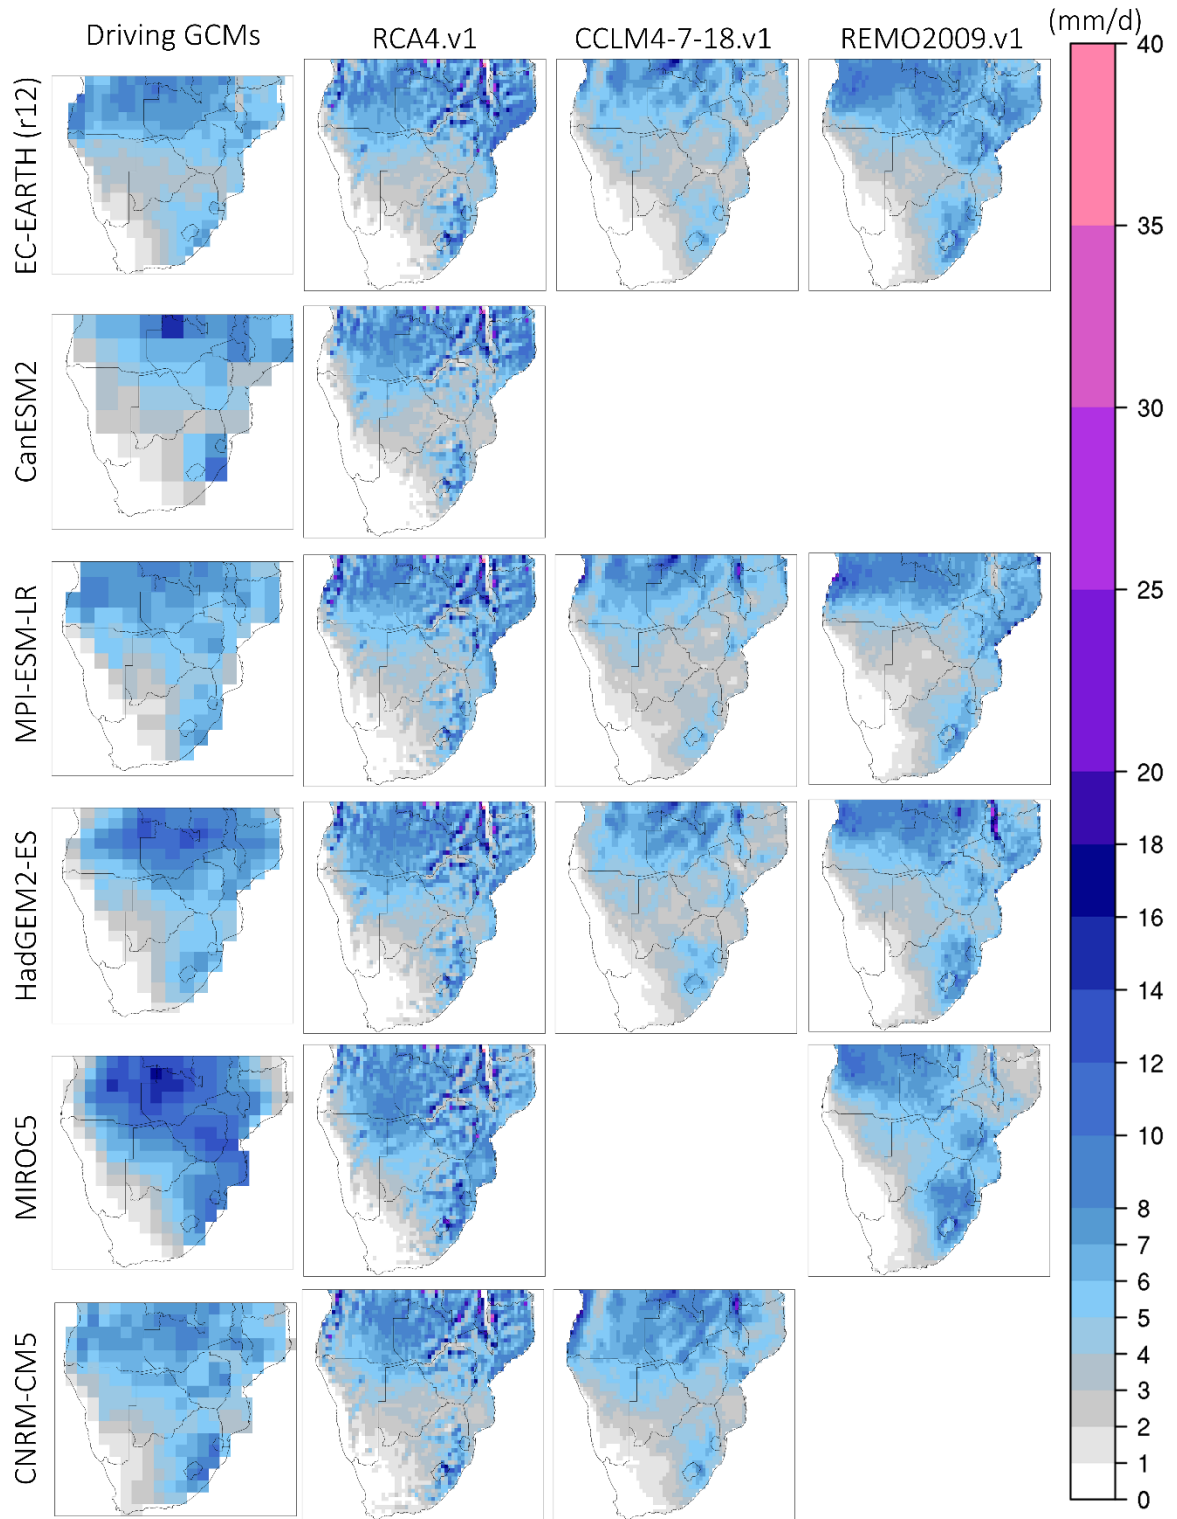 Driving GCMs RCA4.v1 CCLM4-7-18.v1 REMO2009.v1 (mm/d)
EC-EARTH (r12)
CanESM2
MPI-ESM-LR
HadGEM2-ES
MIROC5
CNRM-CM5
40
35
30
25
20
18
16
14
12
10
8
7
6
5
4
3
2
1
0